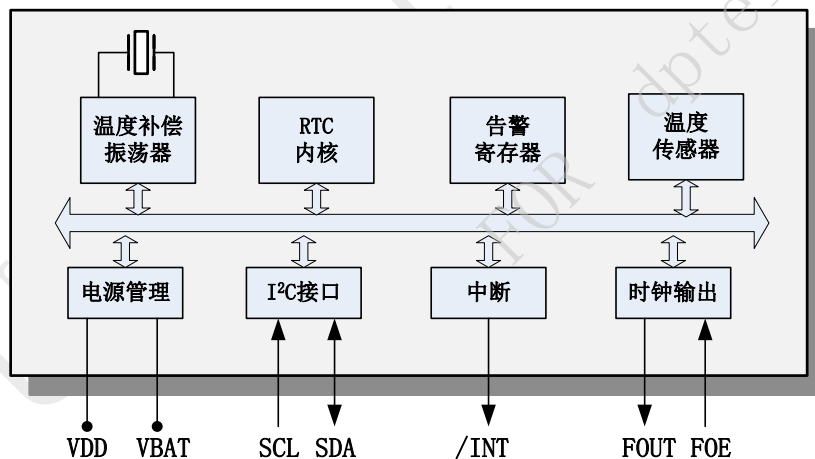 温度补偿
振荡器
RTC
内核
告警
寄存器
温度
传感器
电源管理
I²C接口
中断
时钟输出
VDD VBAT SCL SDA /INT FOUT FOE
FOR
dpte